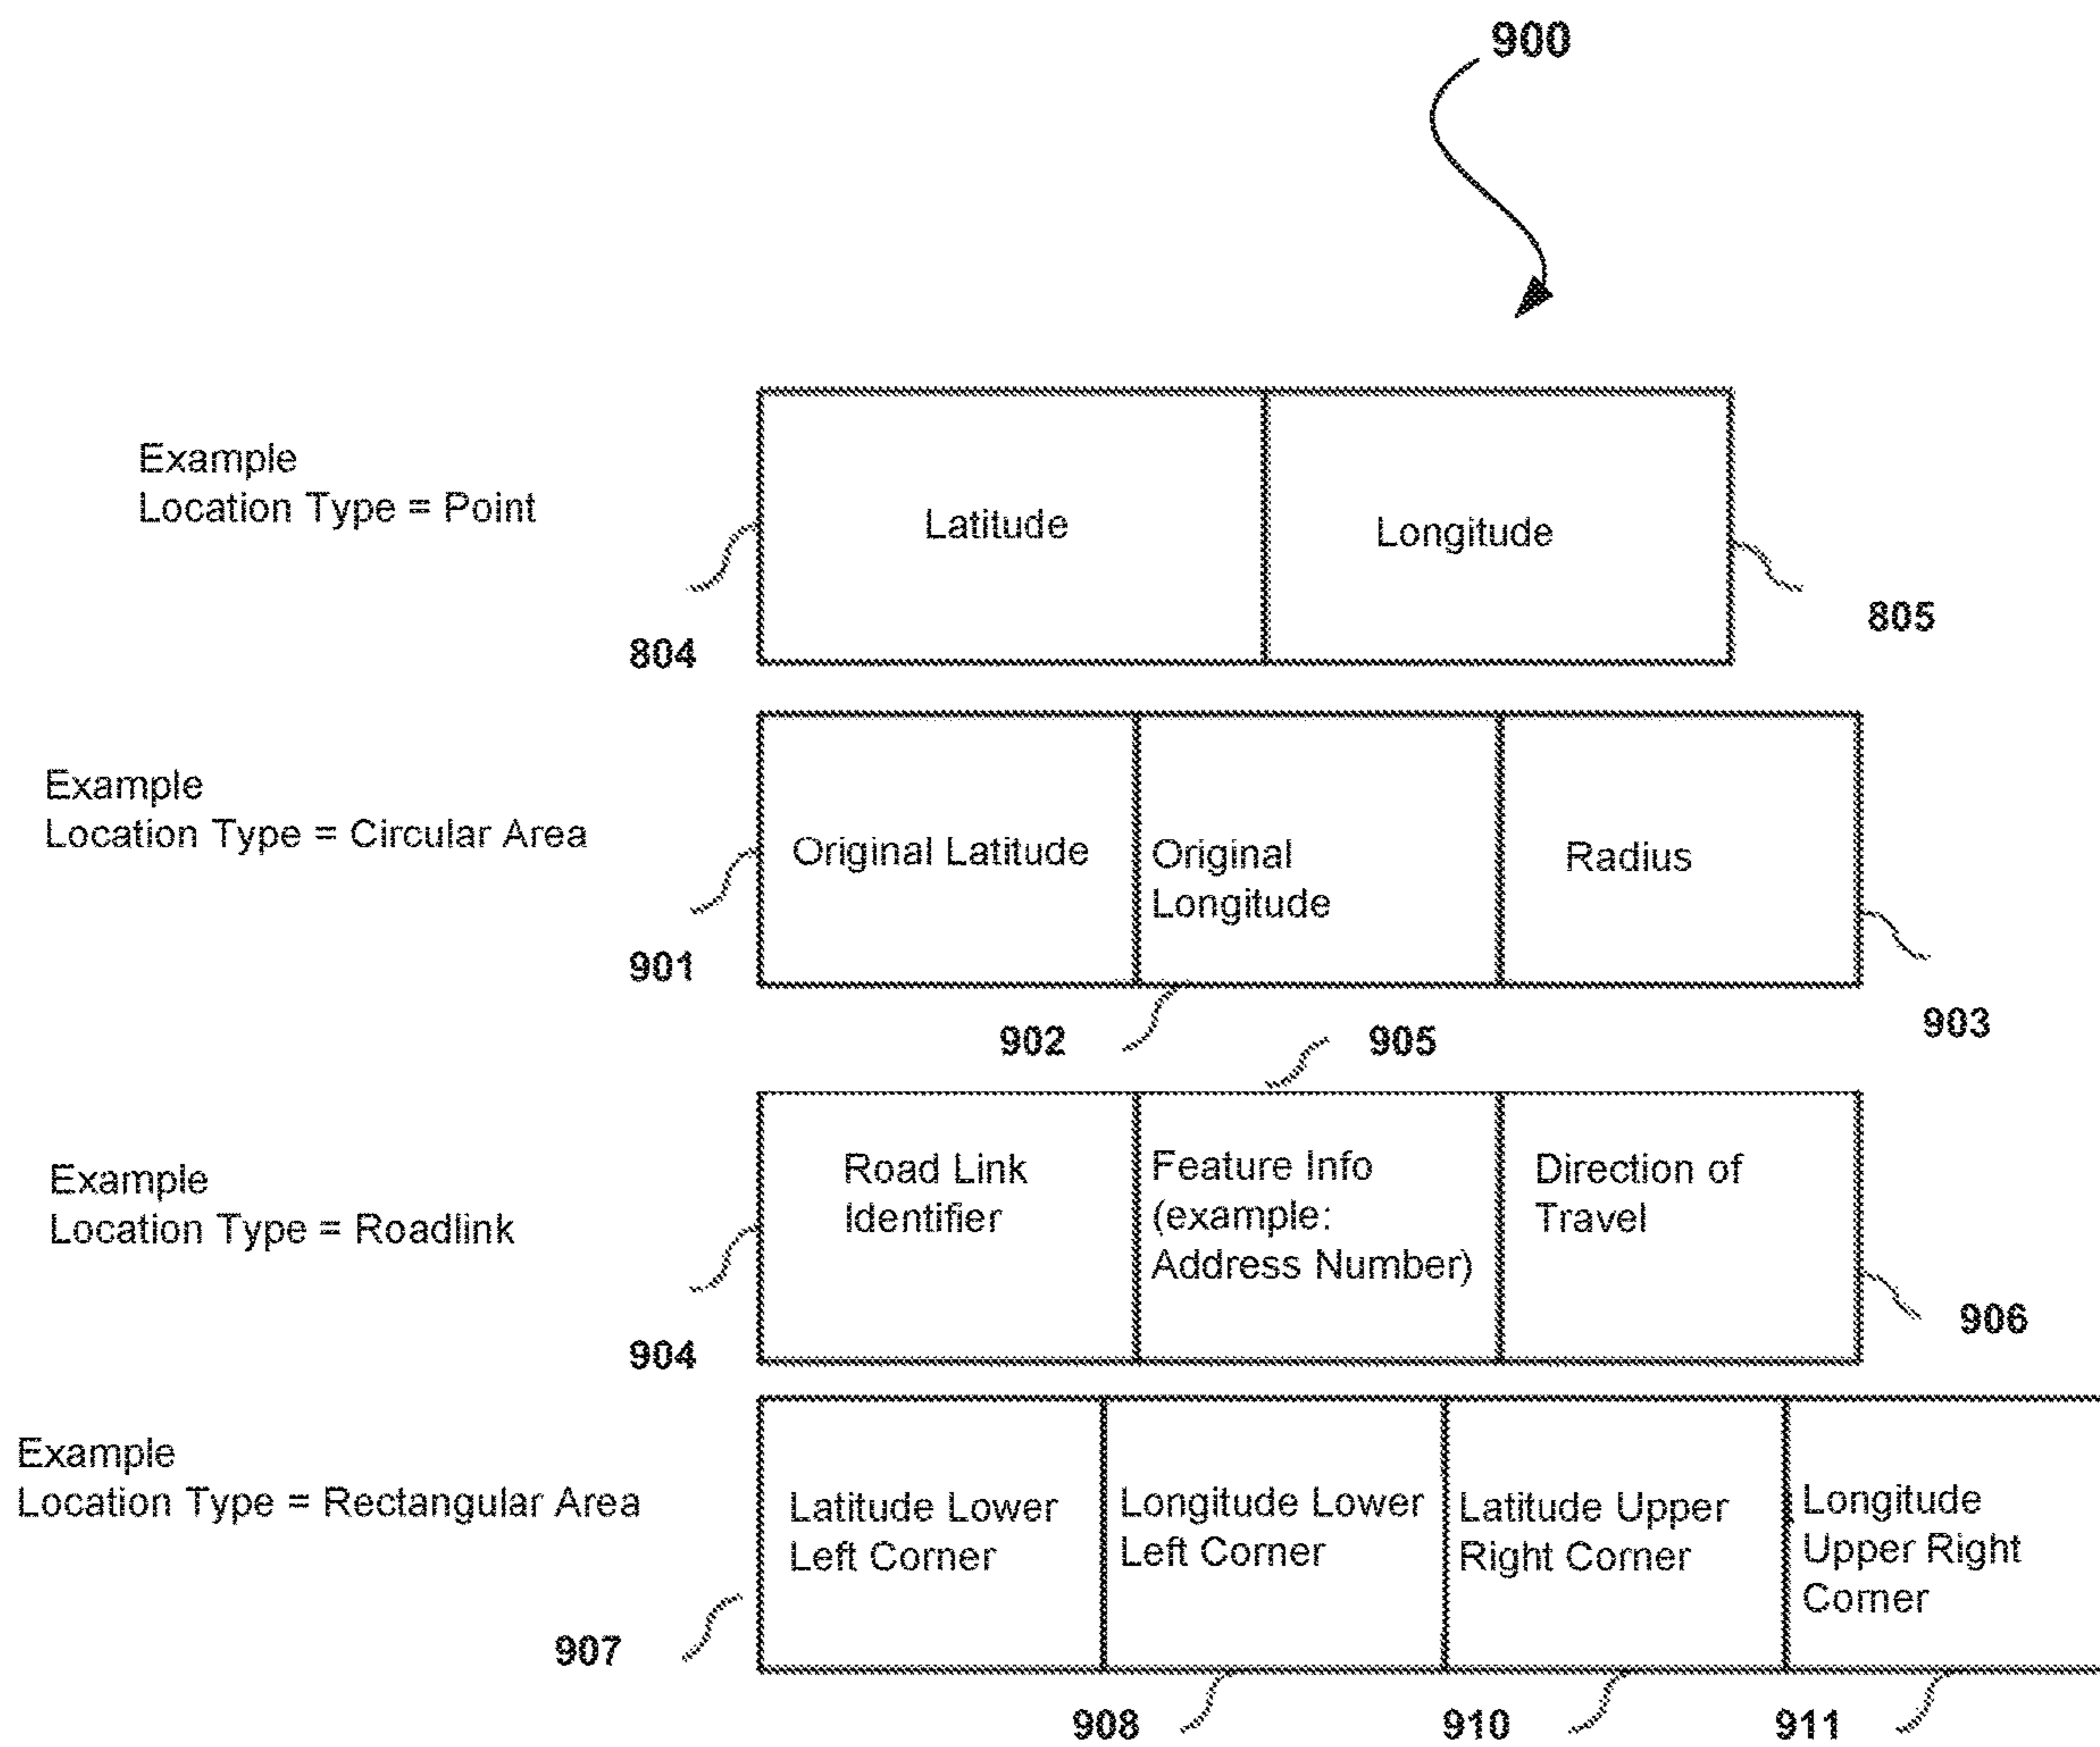 900
Example
Location Type = Point
Latitude
Longitude
804
805
Example
Location Type = Circular Area
Original Latitude
Original
Longitude
Radius
901
902
903
905
Example
Location Type = Roadlink
Road Link
Identifier
Feature Info
(example:
Address Number)
Direction of
Travel
904
906
Example
Location Type = Rectangular Area
Latitude Lower
Left Corner
Longitude Lower
Left Corner
Latitude Upper
Right Corner
Longitude
Upper Right
Corner
907
908
910
911